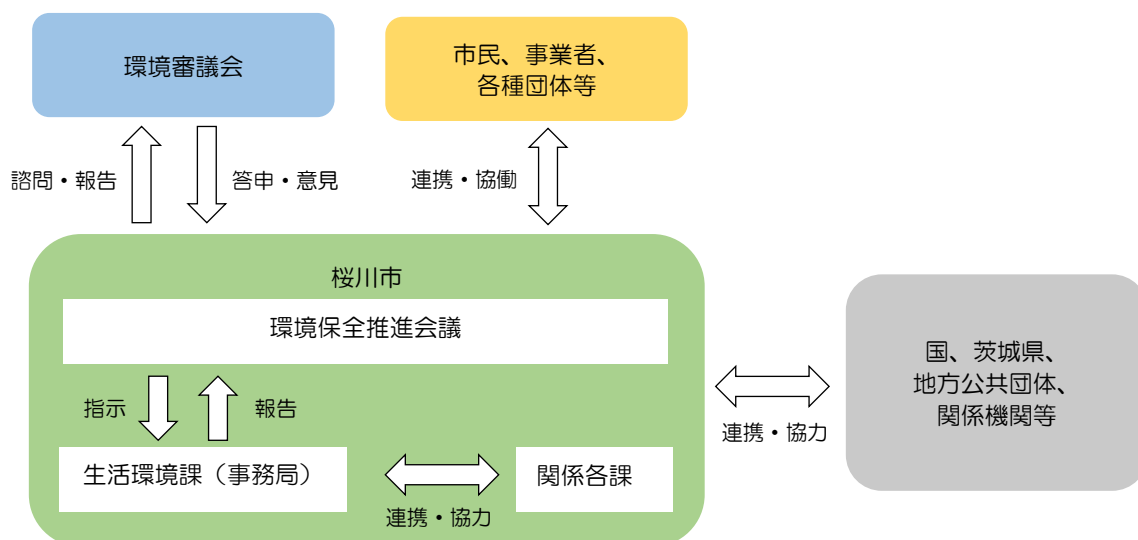 環境審議会
市民、事業者、
各種団体等
諮問・報告
答申・意見
連携・協働
桜川市
環境保全推進会議
指示
報告
生活環境課（事務局）
連携・協力
関係各課
連携・協力
国、茨城県、
地方公共団体、
関係機関等